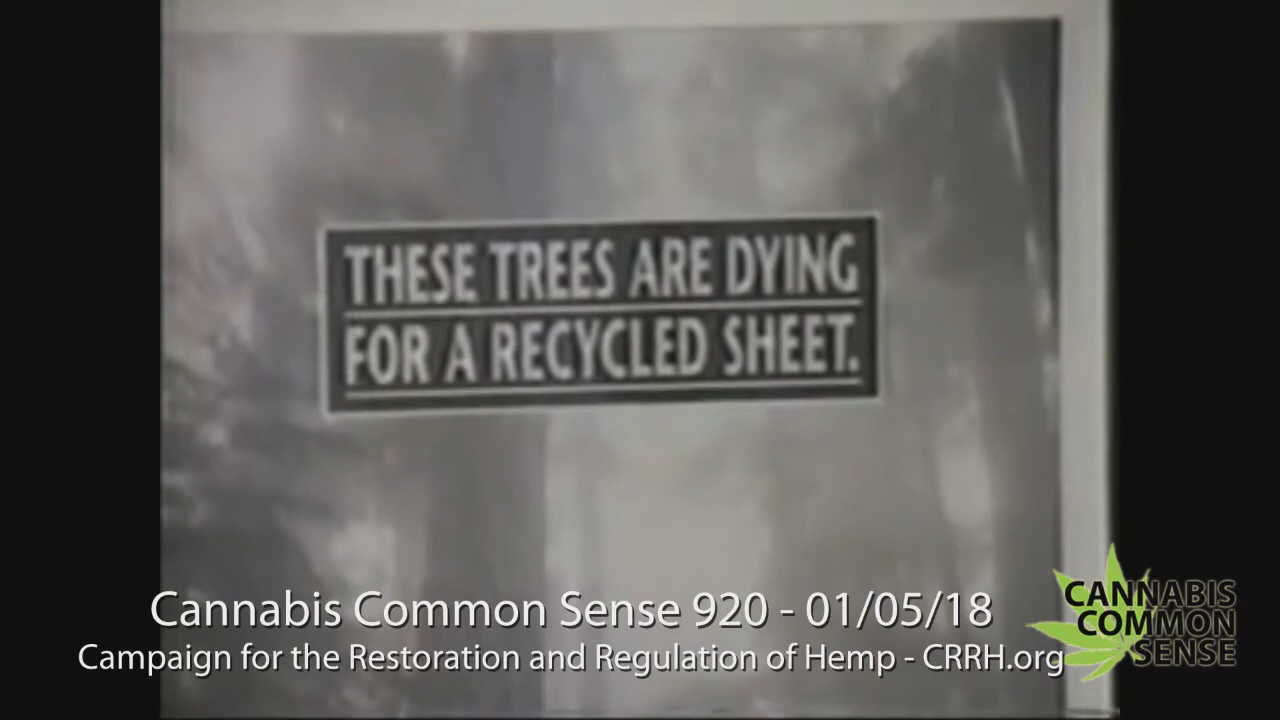 THESE TREES ARE DYING
FOR A RECYCLED SHEET.
Cannabis Common Sense 920 - 01/05/18
Campaign for the Restoration and Regulation of Hemp - CRRH.org
CANNABIS
COMMON
SENSE